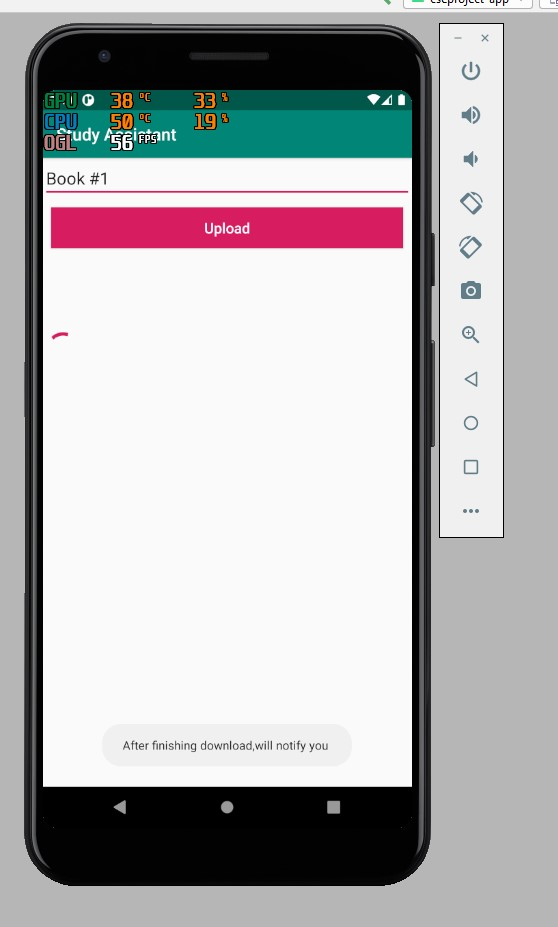 cseproject-app
GPU 38 °C 33 %
CPU 50 °C 19 %
OGL 56 FPS
Study Assistant
Book #1
Upload
After finishing download,will notify you